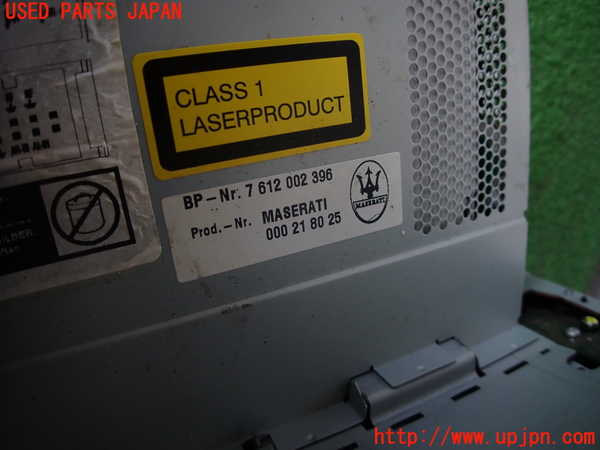 USED PARTS JAPAN
CLASS 1
LASERPRODUCT
BP-Nr. 7 612 002 396
Prod.-Nr. MASERATI
000 21 80 25
MASERATI
http://www.upjpn.com/